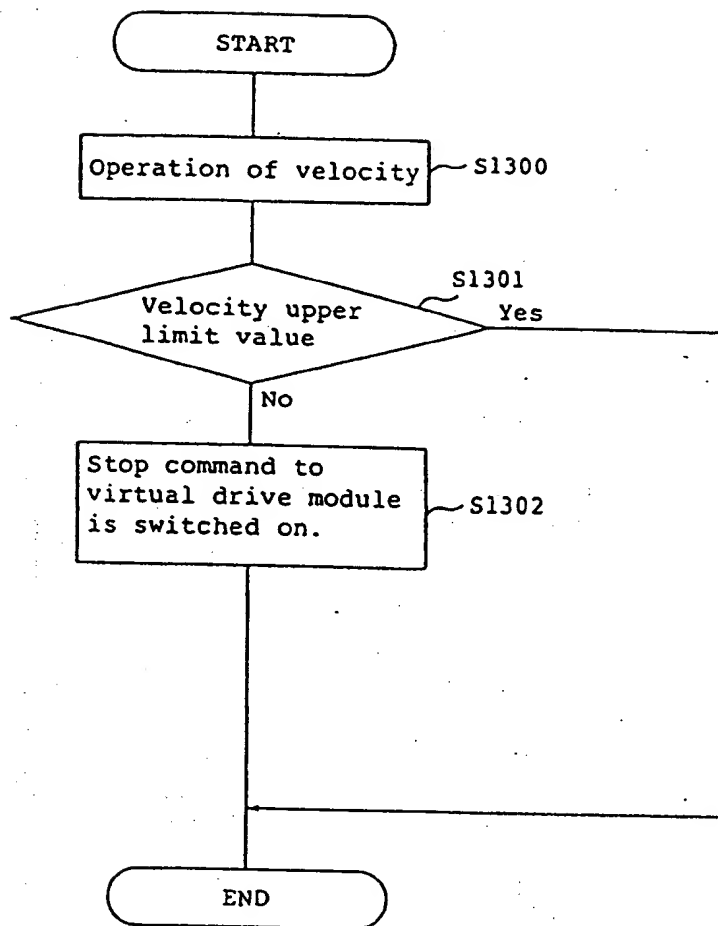 START
Operation of velocity
S1300
S1301
Velocity upper
limit value
Yes
No
Stop command to
virtual drive module
is switched on.
S1302
END